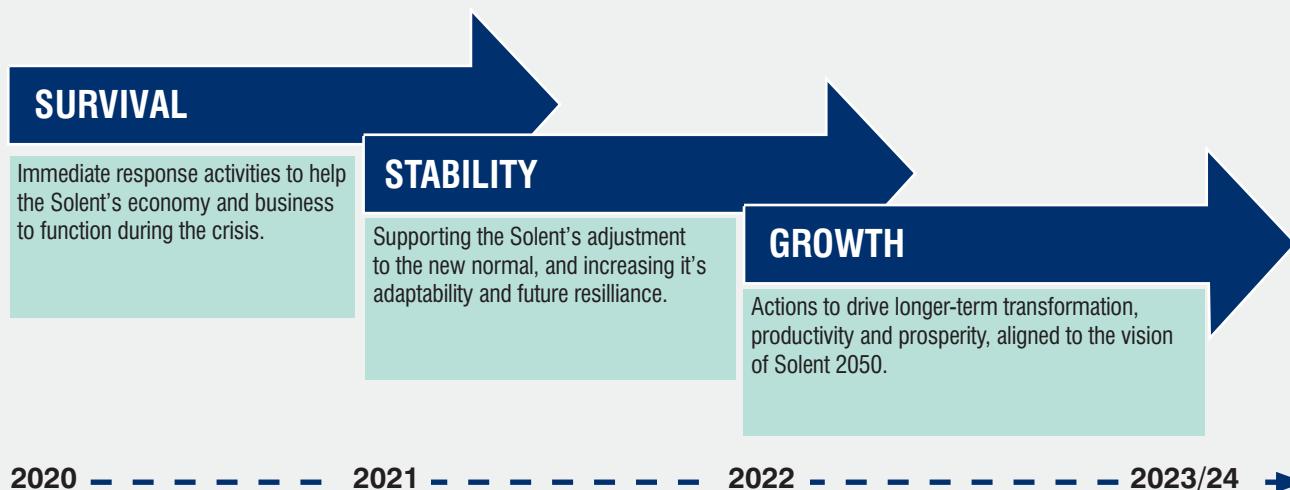 SURVIVAL
Immediate response activities to help
the Solent’s economy and business
to function during the crisis.
STABILITY
Supporting the Solent’s adjustment
to the new normal, and increasing it’s
adaptability and future resilliance.
GROWTH
Actions to drive longer-term transformation,
productivity and prosperity, aligned to the vision
of Solent 2050.
2020 2021 2022 2023/24